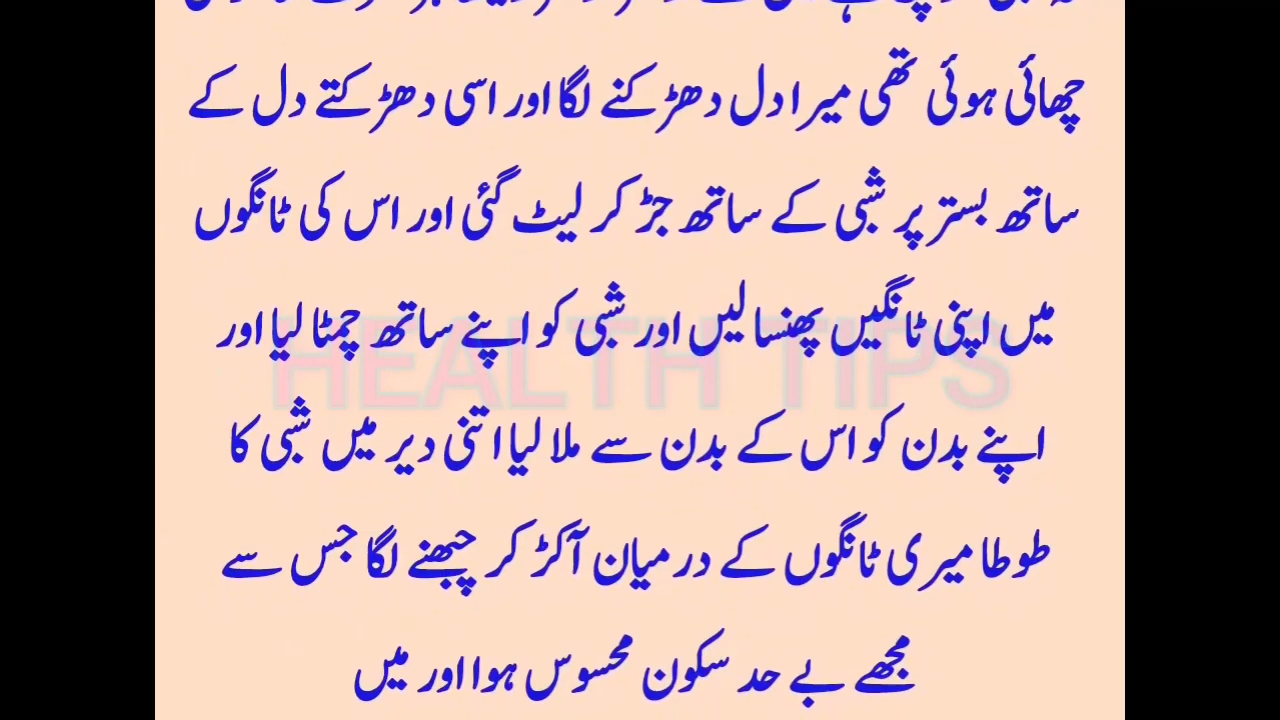 چھائی ہوئی تھی میرا دل دھڑکنے لگا اور اسی دھڑکتے دل کے
ساتھ بستر پر شبی کے ساتھ جڑ کر لیٹ گئی اور اس کی ٹانگوں
میں اپنی ٹانگیں پھنسا لیں اور شبی کو اپنے ساتھ چمٹا لیا اور
HEALTH TIPS
اپنے بدن کو اس کے بدن سے ملا لیا اتنی دیر میں شبی کا
طوطا میری ٹانگوں کے درمیان آکڑ کر چبھنے لگا جس سے
مجھے بے حد سکون محسوس ہوا اور میں